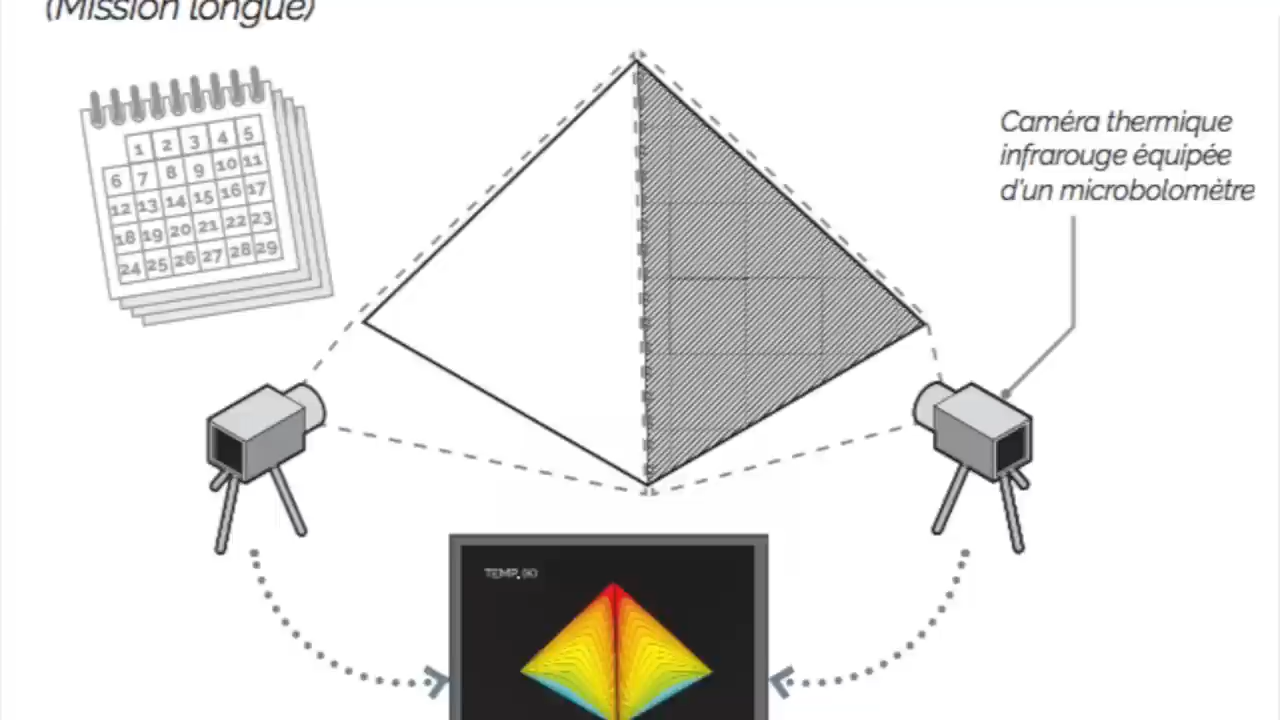 (Mission longue)
1 2 3 4 5
6 7 8 9 10 11
12 13 14 15 16 17
18 19 20 21 22 23
24 25 26 27 28 29
Caméra thermique
infrarouge équipée
d'un microbolomètre
TEMP.